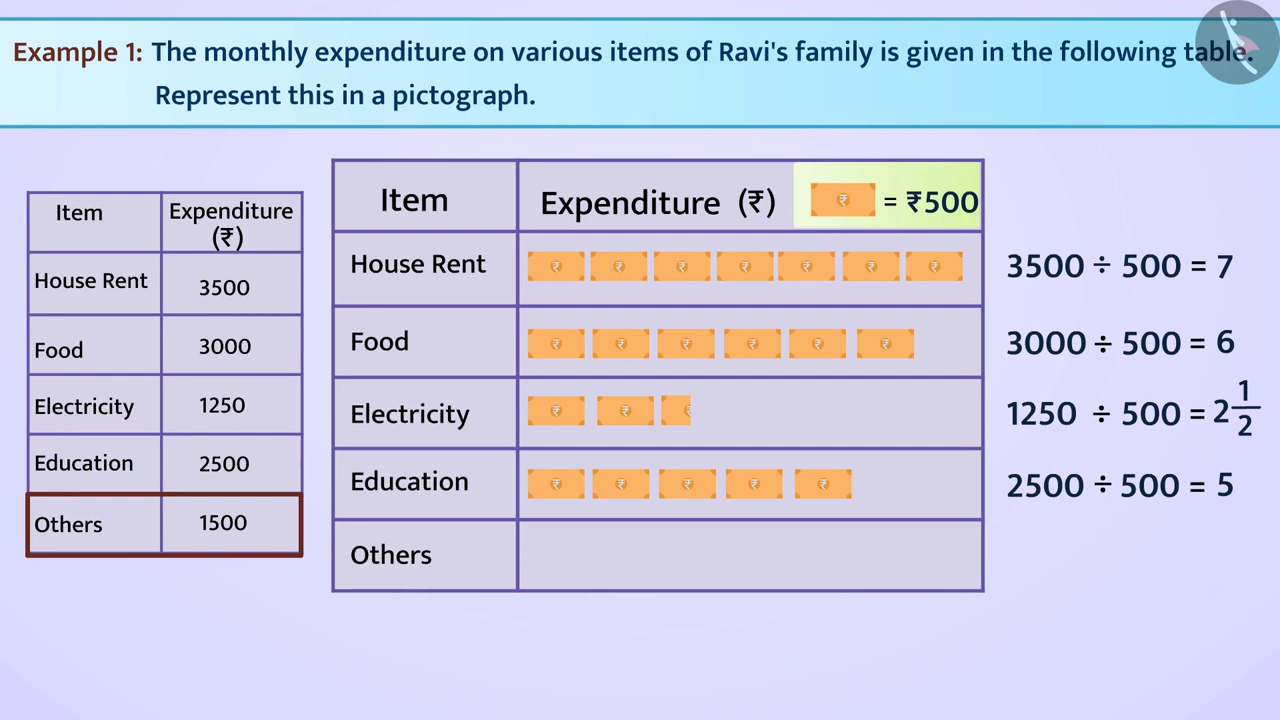 Example 1: The monthly expenditure on various items of Ravi's family is given in the following table.
Represent this in a pictograph.
Item Expenditure (₹)
House Rent 3500
Food 3000
Electricity 1250
Education 2500
Others 1500
Item Expenditure (₹) ₹ = ₹500
House Rent ₹ ₹ ₹ ₹ ₹ ₹ ₹ 3500 ÷ 500 = 7
Food ₹ ₹ ₹ ₹ ₹ ₹ 3000 ÷ 500 = 6
Electricity ₹ ₹ ₹ 1250 ÷ 500 = 2 1/2
Education ₹ ₹ ₹ ₹ ₹ 2500 ÷ 500 = 5
Others